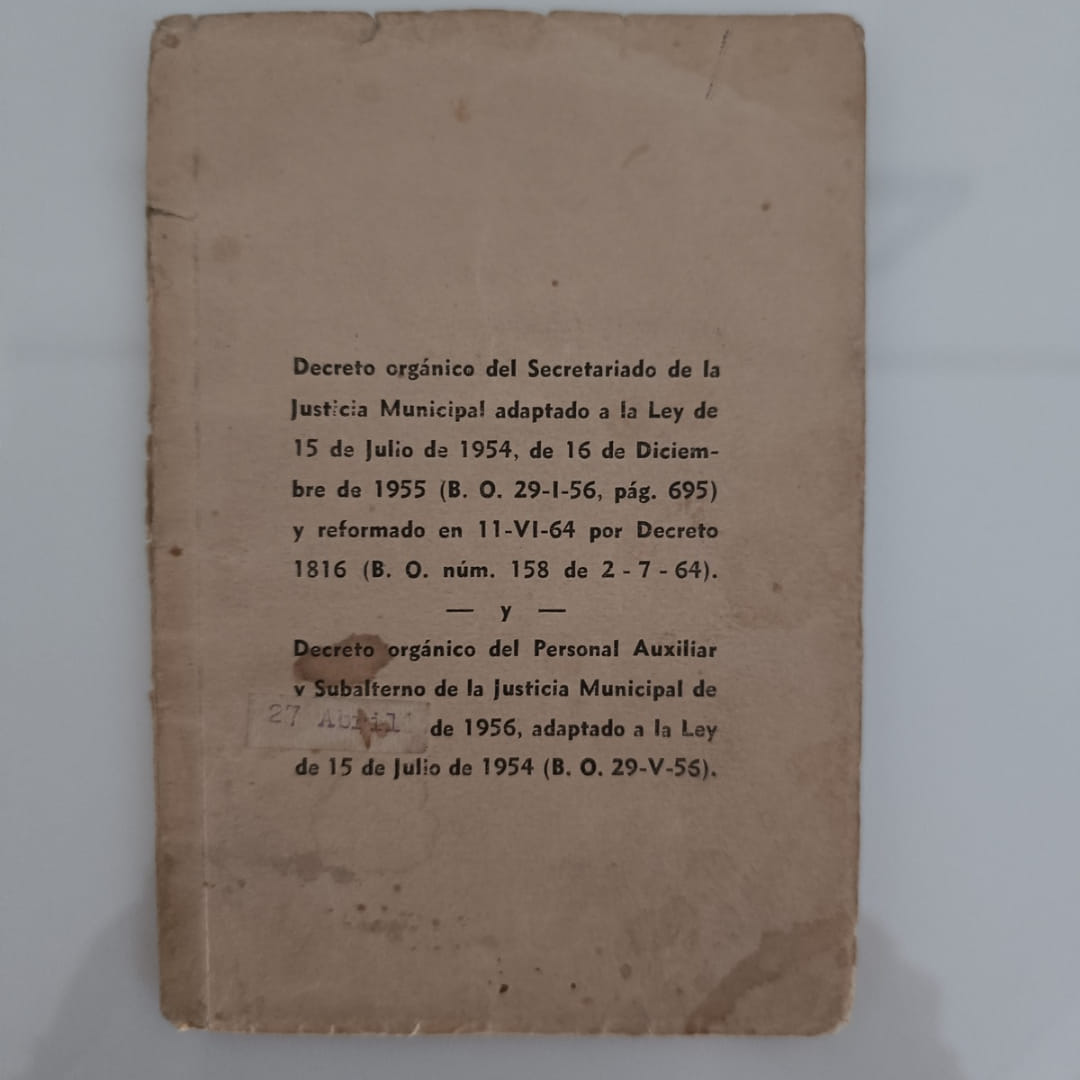 Decreto orgánico del Secretariado de la
Justicia Municipal adaptado a la Ley de
15 de Julio de 1954, de 16 de Diciem-
bre de 1955 (B. O. 29-I-56, pág. 695)
y reformado en 11-VI-64 por Decreto
1816 (B. O. núm. 158 de 2 - 7 - 64).
— y —
Decreto orgánico del Personal Auxiliar
y Subalterno de la Justicia Municipal de
27 Abril de 1956, adaptado a la Ley
de 15 de Julio de 1954 (B. O. 29-V-56).